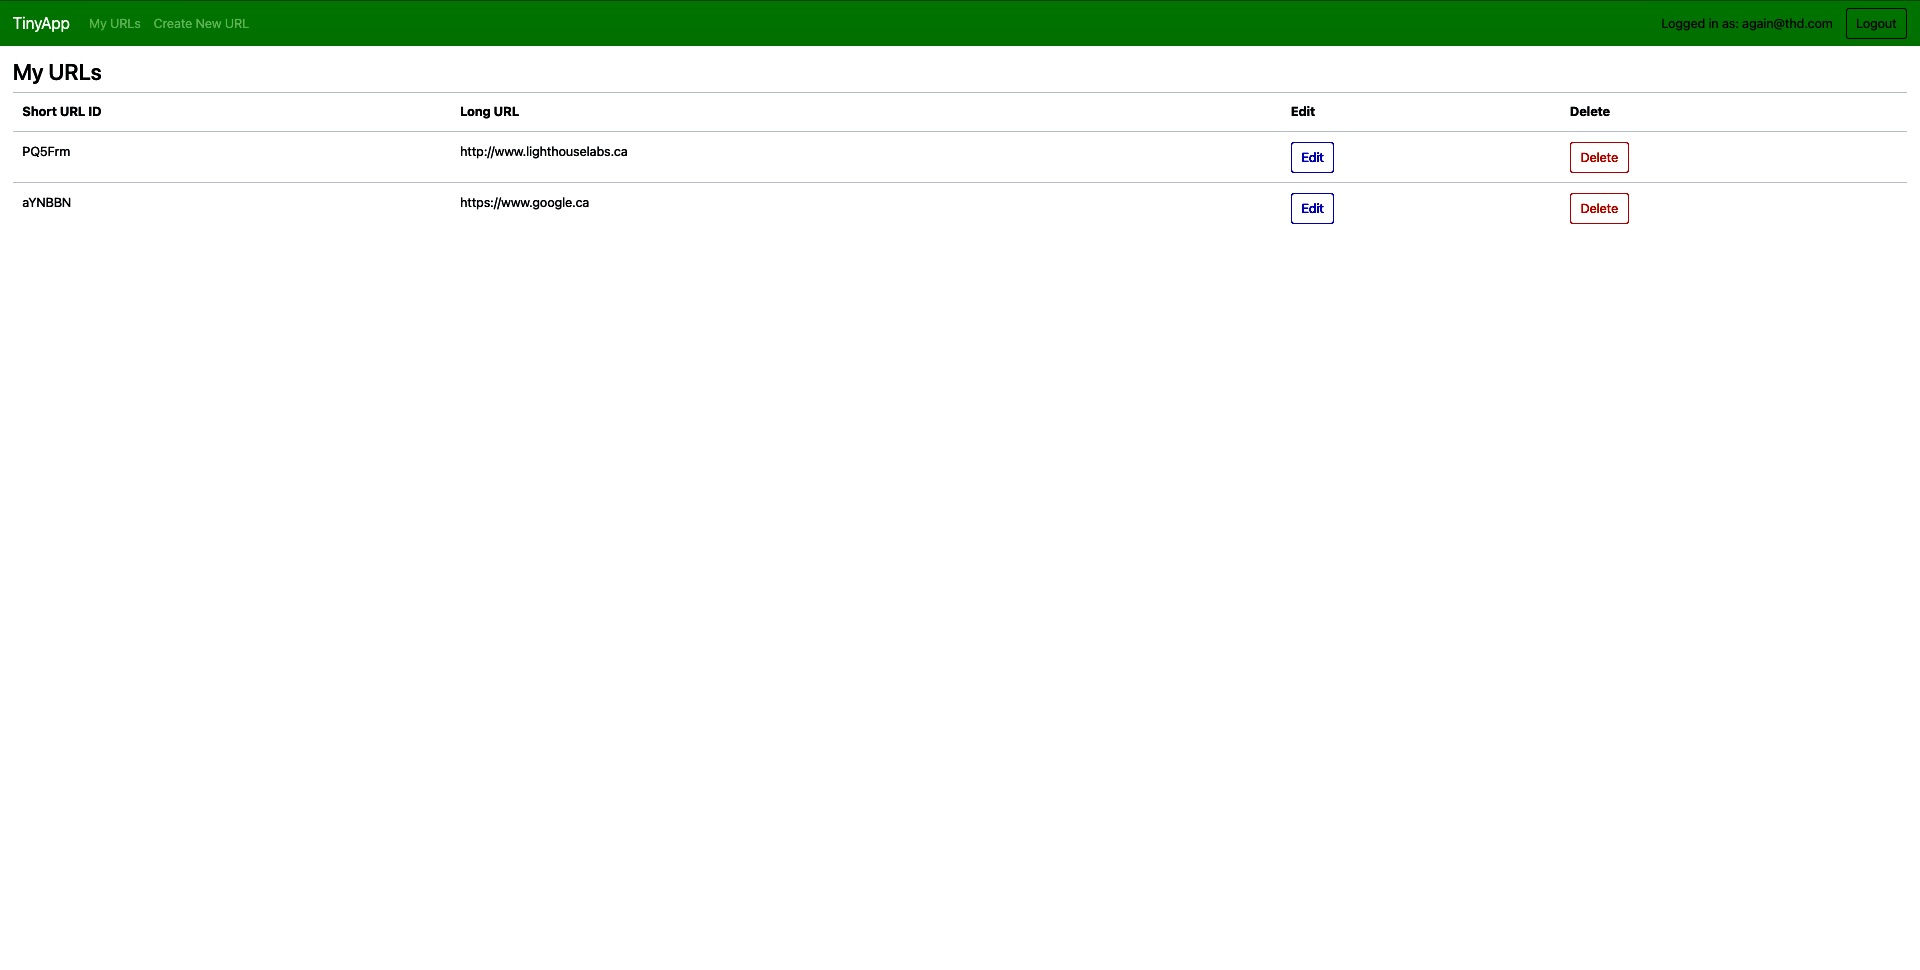 TinyApp My URLs Create New URL Logged in as: again@thd.com Logout
My URLs
Short URL ID Long URL Edit Delete
PQ5Frm http://www.lighthouselabs.ca Edit Delete
aYNBBN https://www.google.ca Edit Delete